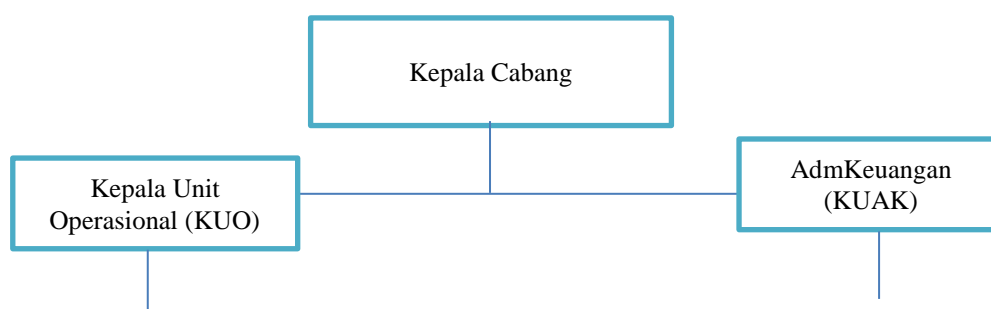 Kepala Cabang
Kepala Unit
Operasional (KUO)
AdmKeuangan
(KUAK)